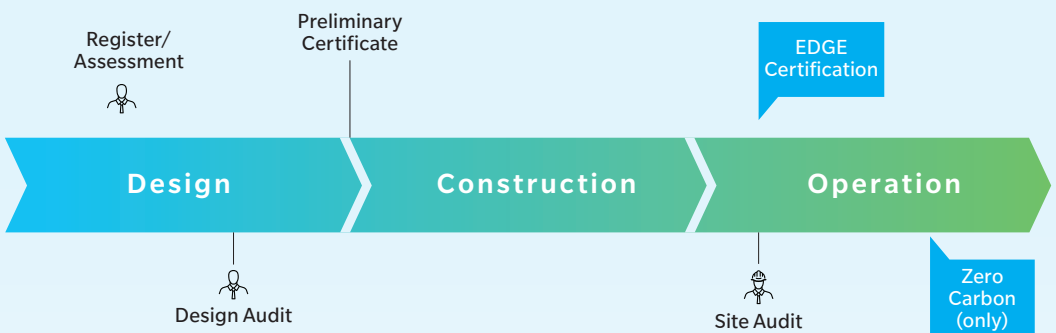 Register/
Assessment
Preliminary
Certificate
EDGE
Certification
Design
Construction
Operation
Design Audit
Site Audit
Zero
Carbon
(only)